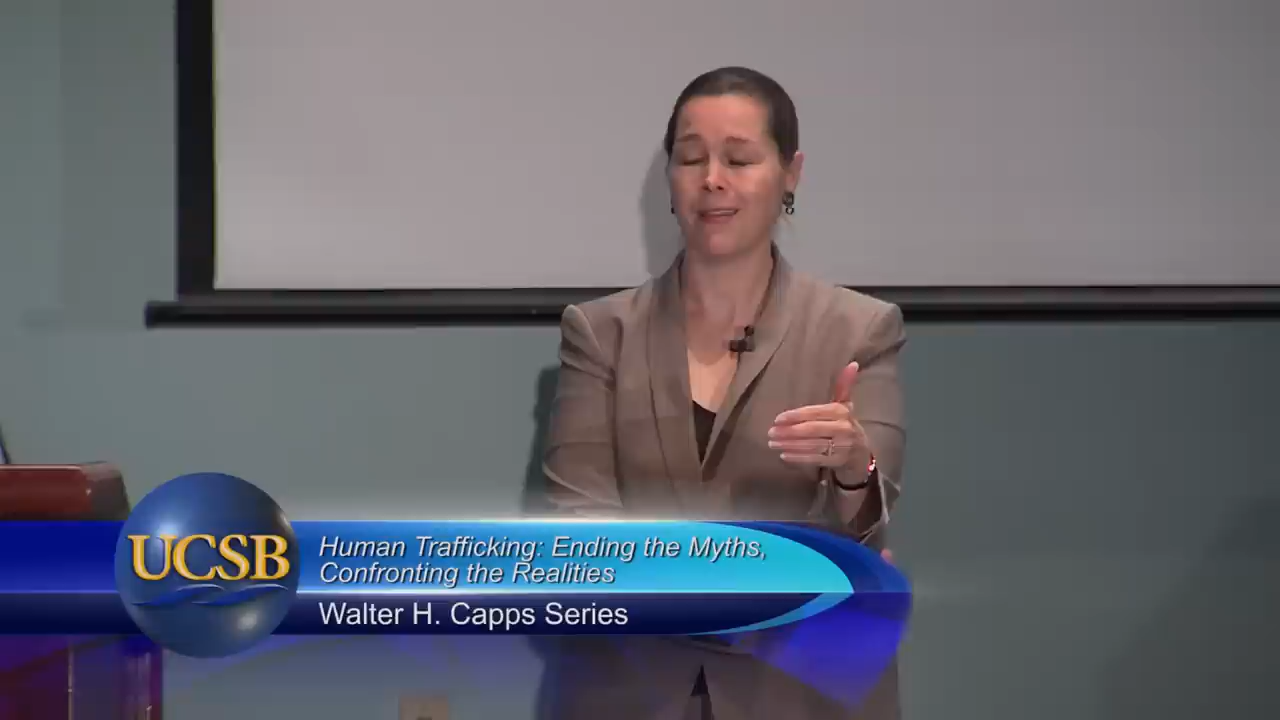 UCSB
Human Trafficking: Ending the Myths,
Confronting the Realities
Walter H. Capps Series